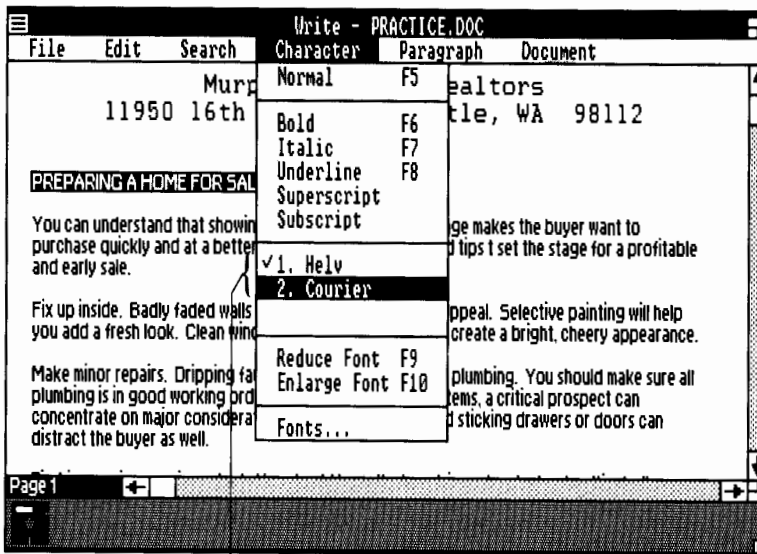 Write - PRACTICE.DOC
File Edit Search Character Paragraph Document
Normal F5
Bold F6
Italic F7
Underline F8
Superscript
Subscript
✓1. Helv
2. Courier
Reduce Font F9
Enlarge Font F10
Fonts...
Murp ealtors
11950 16th tle, WA 98112
PREPARING A HOME FOR SAL
You can understand that showin ge makes the buyer want to
purchase quickly and at a better d tips t set the stage for a profitable
and early sale.
Fix up inside. Badly faded walls ppeal. Selective painting will help
you add a fresh look. Clean wind create a bright, cheery appearance.
Make minor repairs. Dripping fau plumbing. You should make sure all
plumbing is in good working ord tems, a critical prospect can
concentrate on major considerat d sticking drawers or doors can
distract the buyer as well.
Page 1